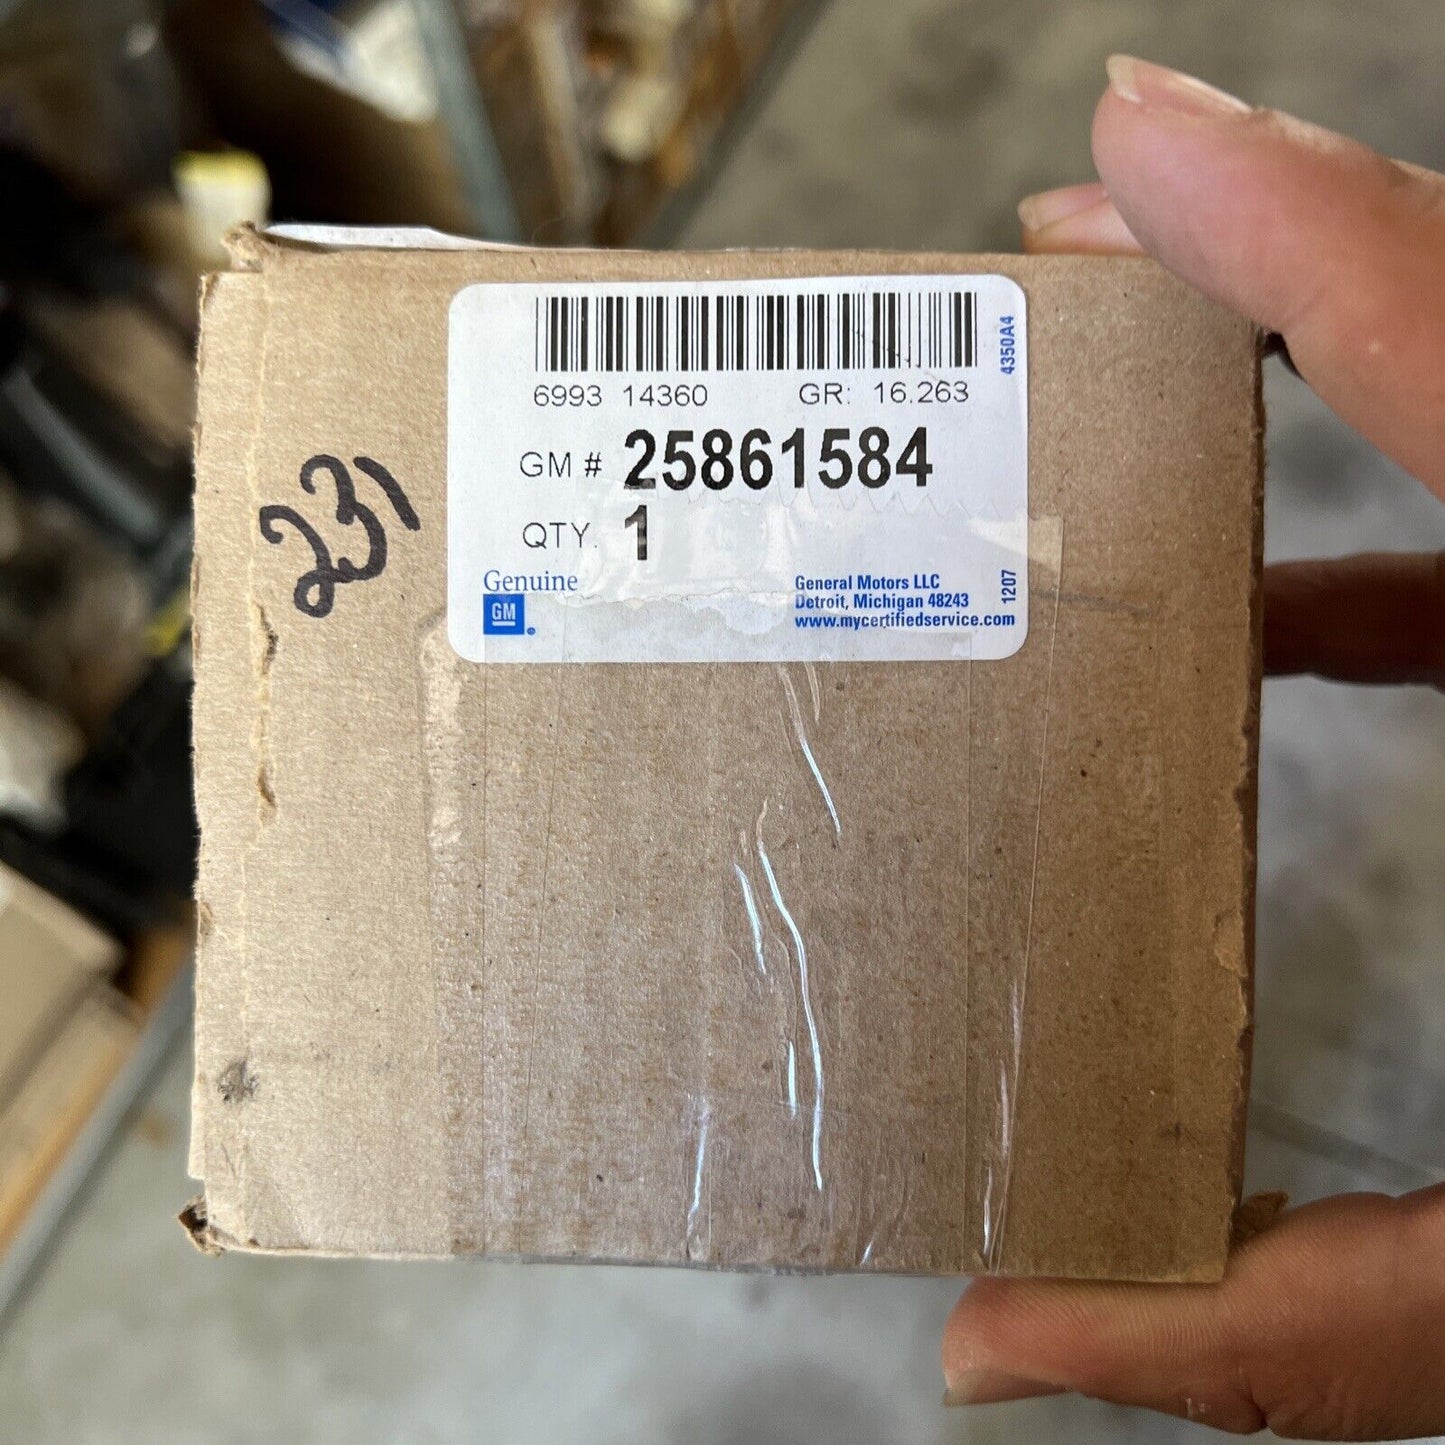 4350A4
6993 14360 GR: 16.263
GM # 25861584
QTY. 1
231
Genuine
GM
General Motors LLC
Detroit, Michigan 48243
www.mycertifiedservice.com
1207